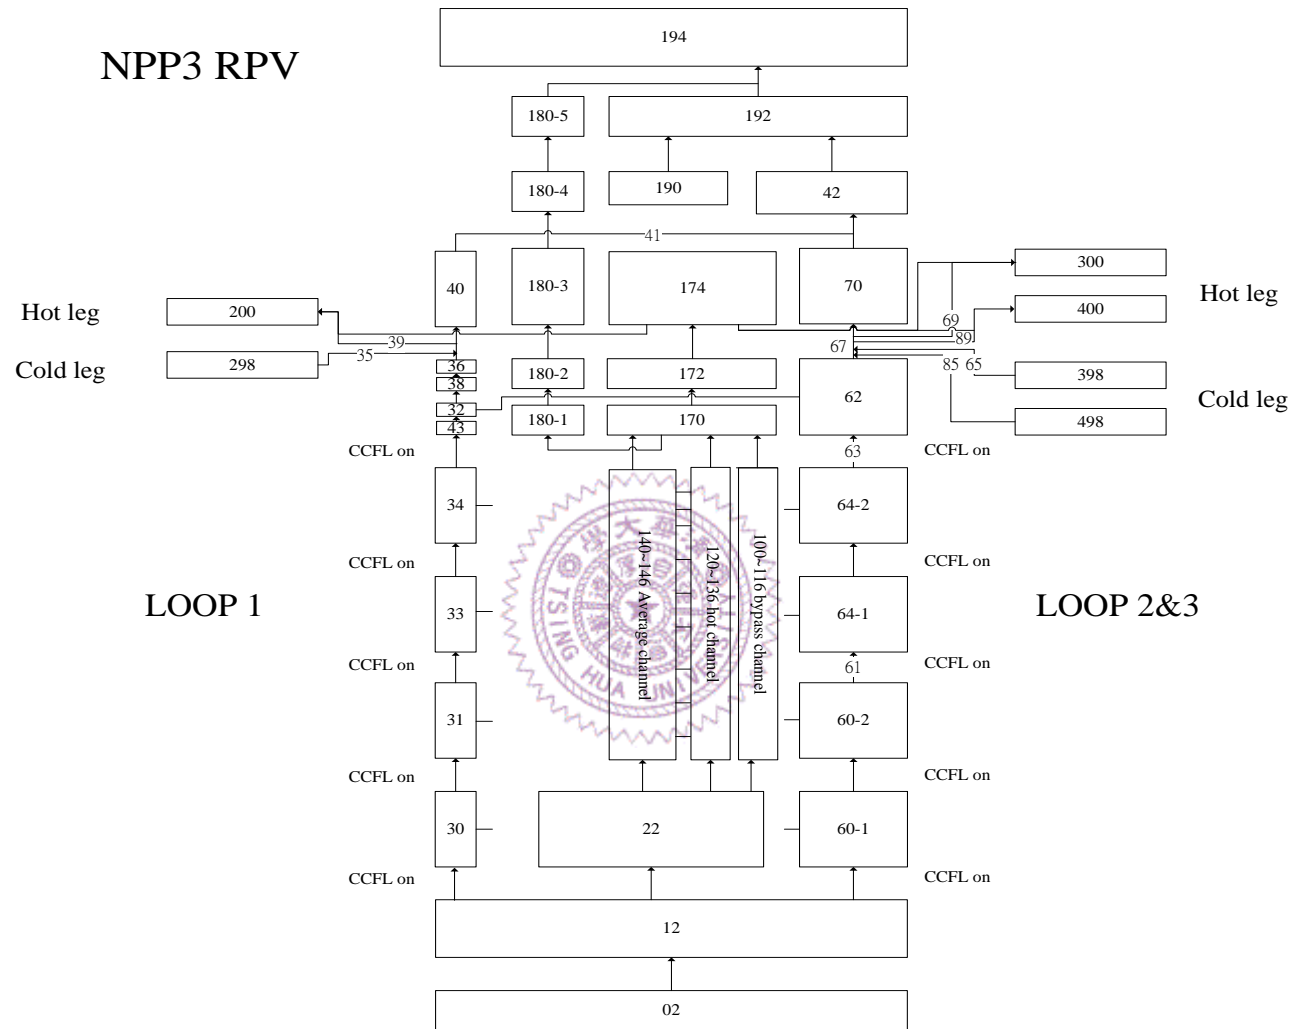 194
NPP3 RPV
180-5
192
180-4
190
42
41
40
180-3
174
70
300
Hot leg
200
39
69
89
400
Hot leg
Cold leg
298
35
36
38
32
43
180-2
180-1
172
170
67
62
85
65
398
498
Cold leg
CCFL on
63
CCFL on
34
64-2
CCFL on
CCFL on
LOOP 1
33
140~146 Average channel
120~136 hot channel
100~116 bypass channel
64-1
LOOP 2&3
CCFL on
61
CCFL on
31
60-2
CCFL on
CCFL on
30
22
60-1
CCFL on
CCFL on
12
02
TSING HUA UNIV